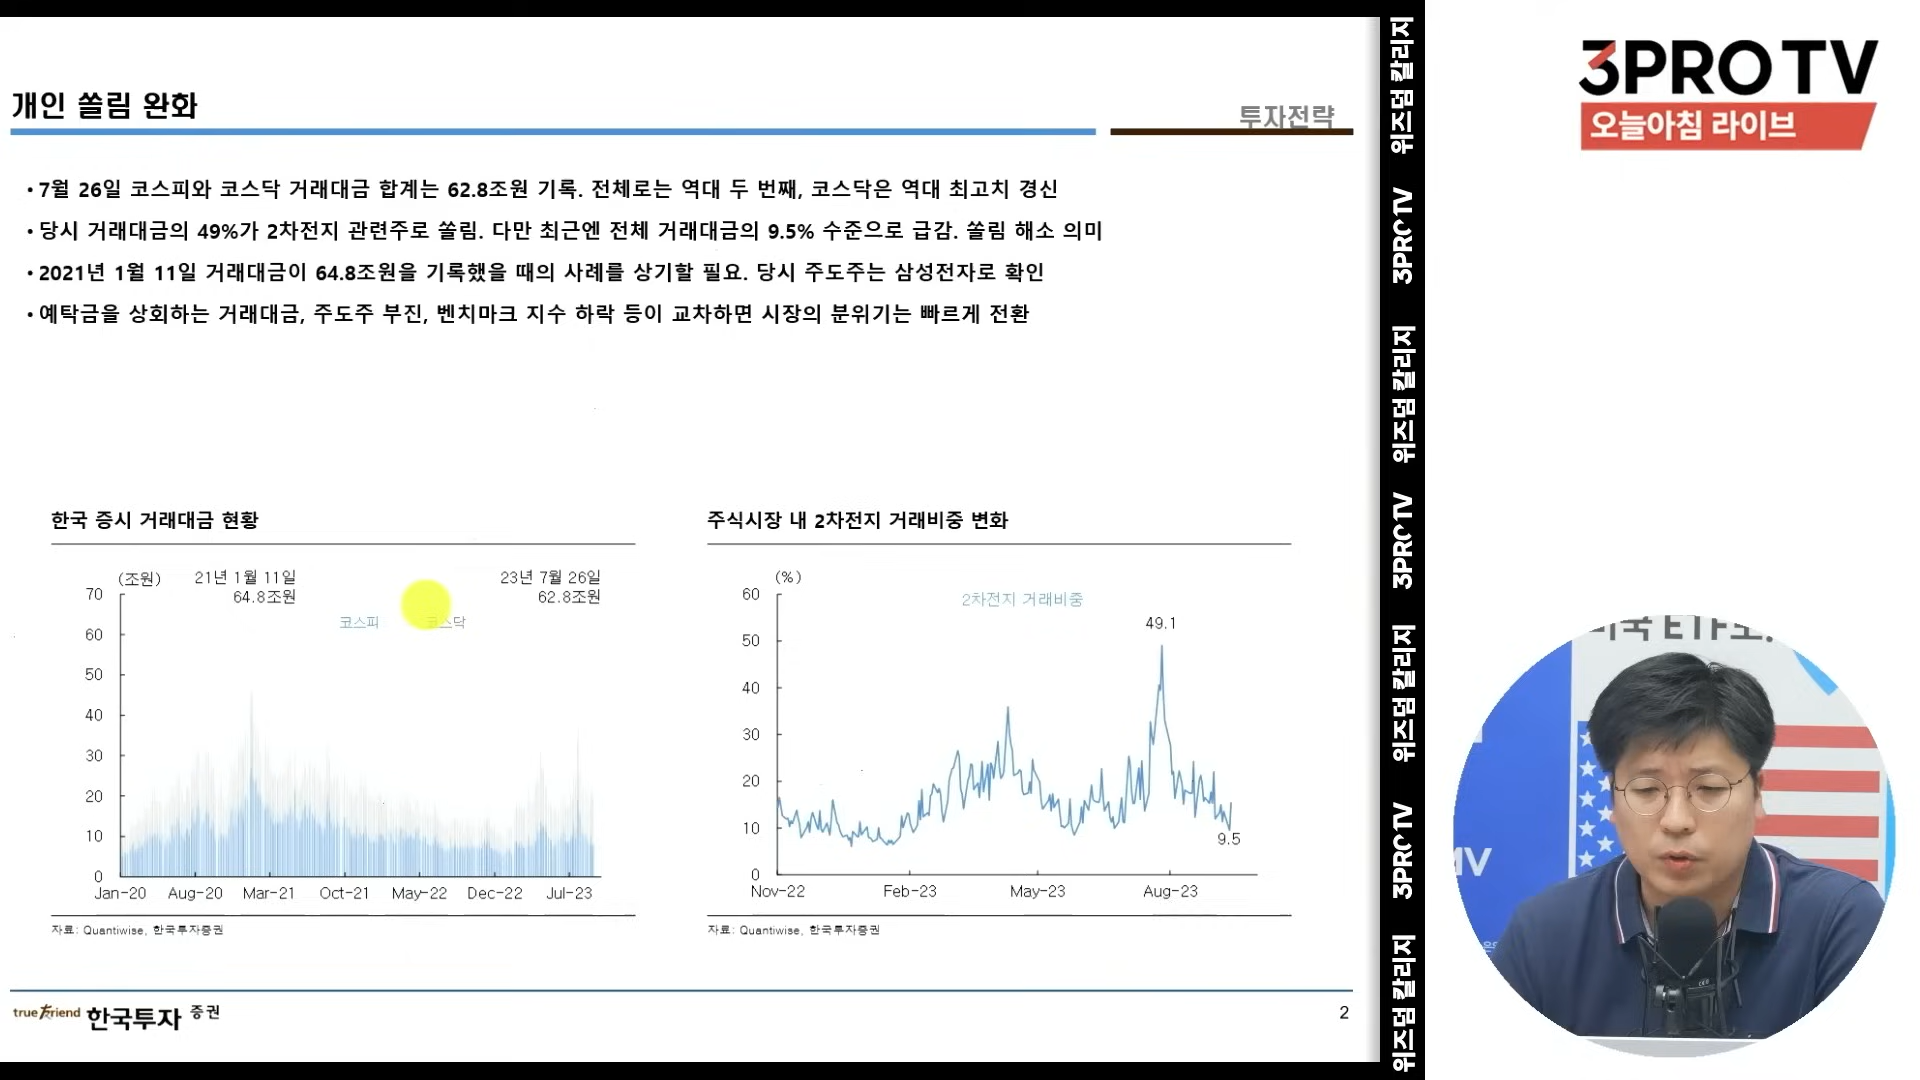 개인 쏠림 완화
투자전략
• 7월 26일 코스피와 코스닥 거래대금 합계는 62.8조원 기록. 전체로는 역대 두 번째, 코스닥은 역대 최고치 경신
• 당시 거래대금의 49%가 2차전지 관련주로 쏠림. 다만 최근엔 전체 거래대금의 9.5% 수준으로 급감. 쏠림 해소 의미
• 2021년 1월 11일 거래대금이 64.8조원을 기록했을 때의 사례를 상기할 필요. 당시 주도주는 삼성전자로 확인
• 예탁금을 상회하는 거래대금, 주도주 부진, 벤치마크 지수 하락 등이 교차하면 시장의 분위기는 빠르게 전환
한국 증시 거래대금 현황
(조원)
21년 1월 11일
64.8조원
23년 7월 26일
62.8조원
코스피
코스닥
70
60
50
40
30
20
10
0
Jan-20 Aug-20 Mar-21 Oct-21 May-22 Dec-22 Jul-23
자료: Quantiwise, 한국투자증권
주식시장 내 2차전지 거래비중 변화
(%)
2차전지 거래비중
49.1
9.5
60
50
40
30
20
10
0
Nov-22 Feb-23 May-23 Aug-23
자료: Quantiwise, 한국투자증권
true Friend 한국투자 증권
2
위즈덤 칼리지
3PROTV
위즈덤 칼리지
3PROTV
위즈덤 칼리지
3PROTV
위즈덤 칼리지
3PROTV
오늘아침 라이브